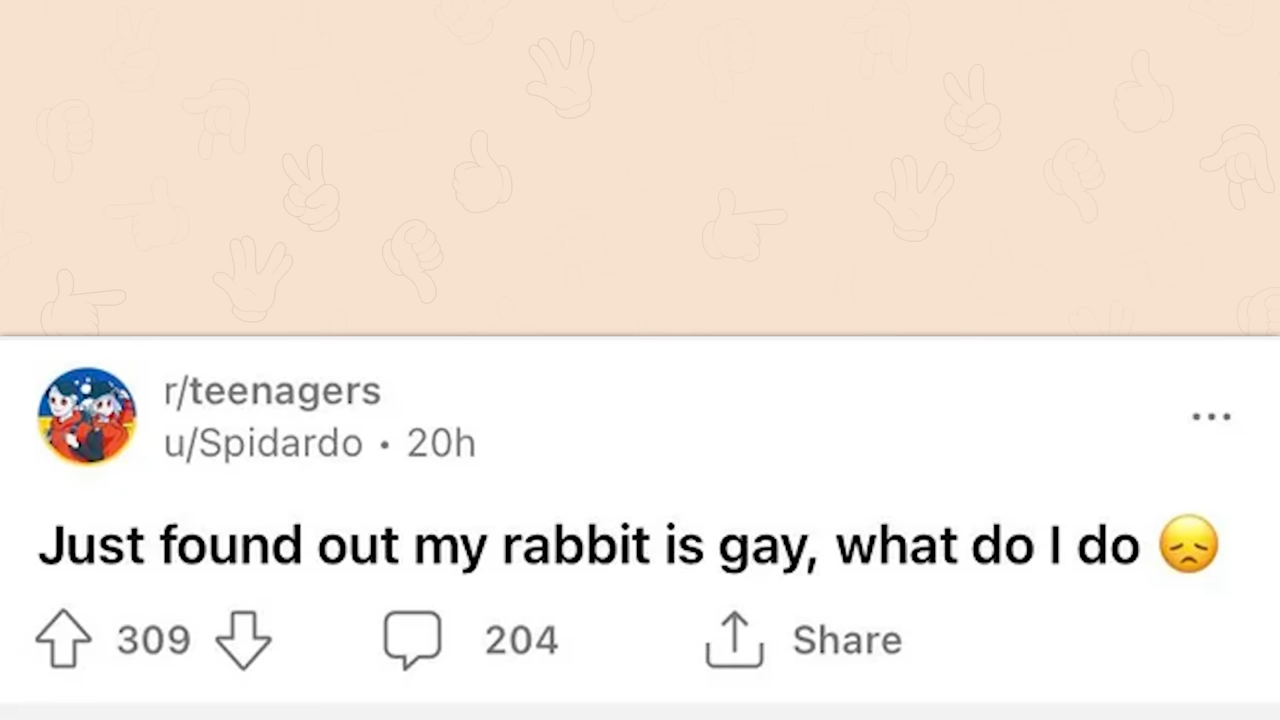 r/teenagers
u/Spidardo • 20h
Just found out my rabbit is gay, what do I do 😞
309 204 Share